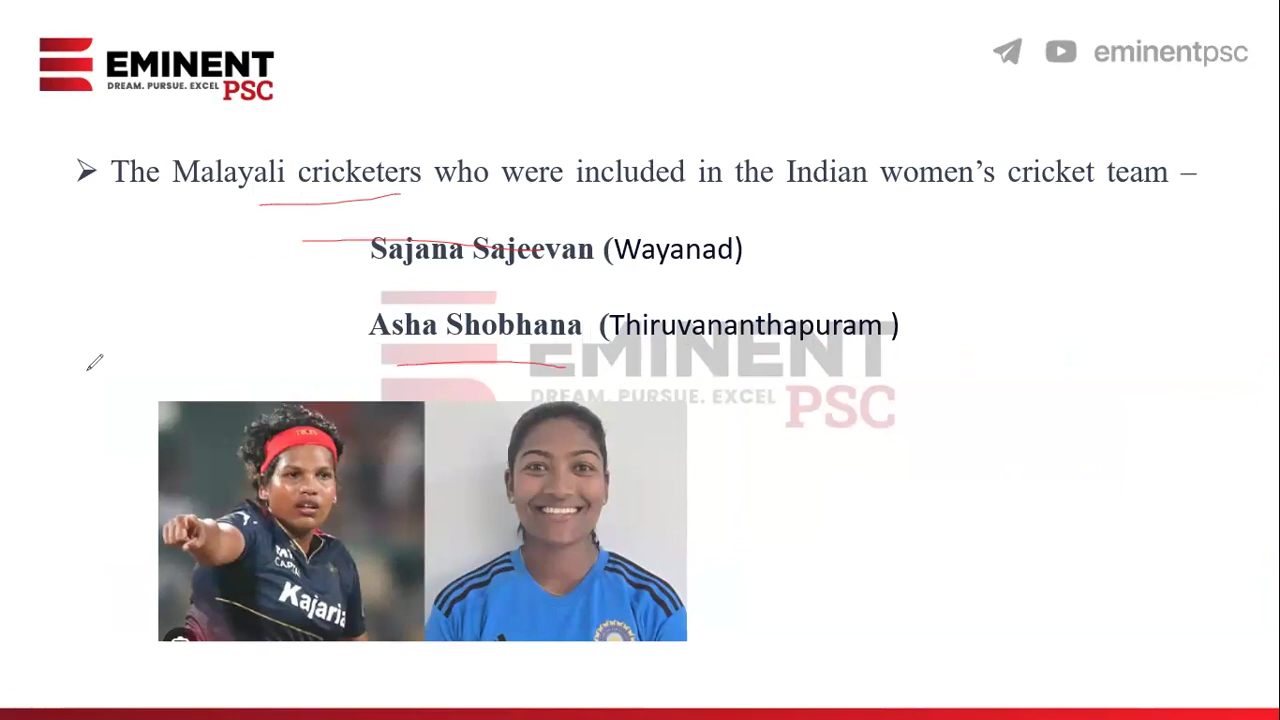 EMINENT
DREAM. PURSUE. EXCEL PSC
eminentpsc
➢ The Malayali cricketers who were included in the Indian women’s cricket team –
Sajana Sajeevan (Wayanad)
Asha Shobhana (Thiruvananthapuram )
EMINENT
DREAM. PURSUE. EXCEL
PSC
Kajaria